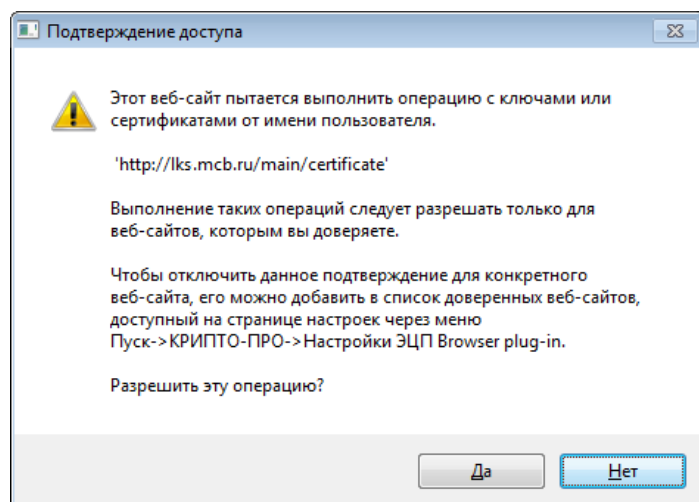 Подтверждение доступа
Этот веб-сайт пытается выполнить операцию с ключами или
сертификатами от имени пользователя.
'http://lks.mcb.ru/main/certificate'
Выполнение таких операций следует разрешать только для
веб-сайтов, которым вы доверяете.
Чтобы отключить данное подтверждение для конкретного
веб-сайта, его можно добавить в список доверенных веб-сайтов,
доступный на странице настроек через меню
Пуск->КРИПТО-ПРО->Настройки ЭЦП Browser plug-in.
Разрешить эту операцию?
Да
Нет